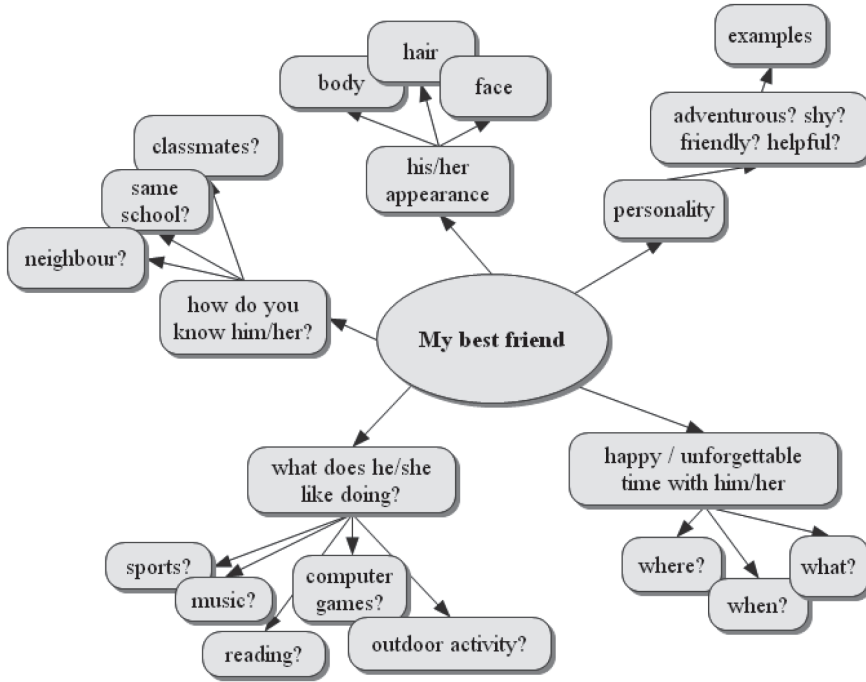 examples
hair
body
face
adventurous? shy?
friendly? helpful?
classmates?
his/her
appearance
same
school?
personality
neighbour?
how do you
know him/her?
My best friend
what does he/she
like doing?
happy / unforgettable
time with him/her
sports?
music?
computer
games?
reading?
outdoor activity?
where?
when?
what?